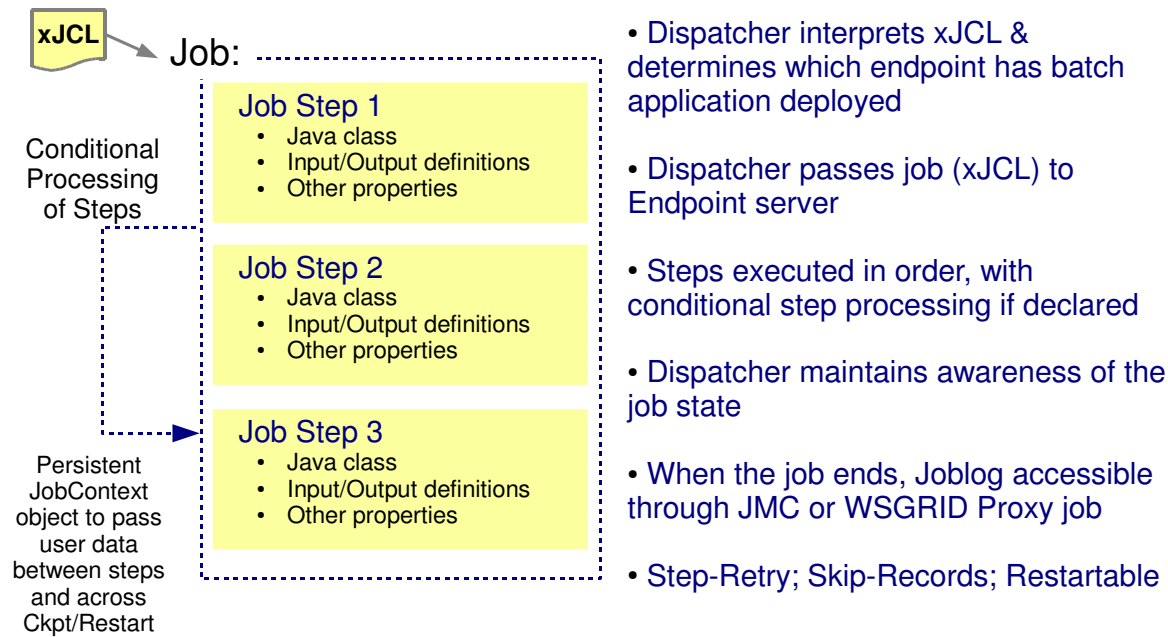 xJCL
Job:
Job Step 1
• Java class
• Input/Output definitions
• Other properties
Conditional
Processing
of Steps
Job Step 2
• Java class
• Input/Output definitions
• Other properties
Job Step 3
• Java class
• Input/Output definitions
• Other properties
Persistent
JobContext
object to pass
user data
between steps
and across
Ckpt/Restart
• Dispatcher interprets xJCL &
determines which endpoint has batch
application deployed
• Dispatcher passes job (xJCL) to
Endpoint server
• Steps executed in order, with
conditional step processing if declared
• Dispatcher maintains awareness of the
job state
• When the job ends, Joblog accessible
through JMC or WSGRID Proxy job
• Step-Retry; Skip-Records; Restartable